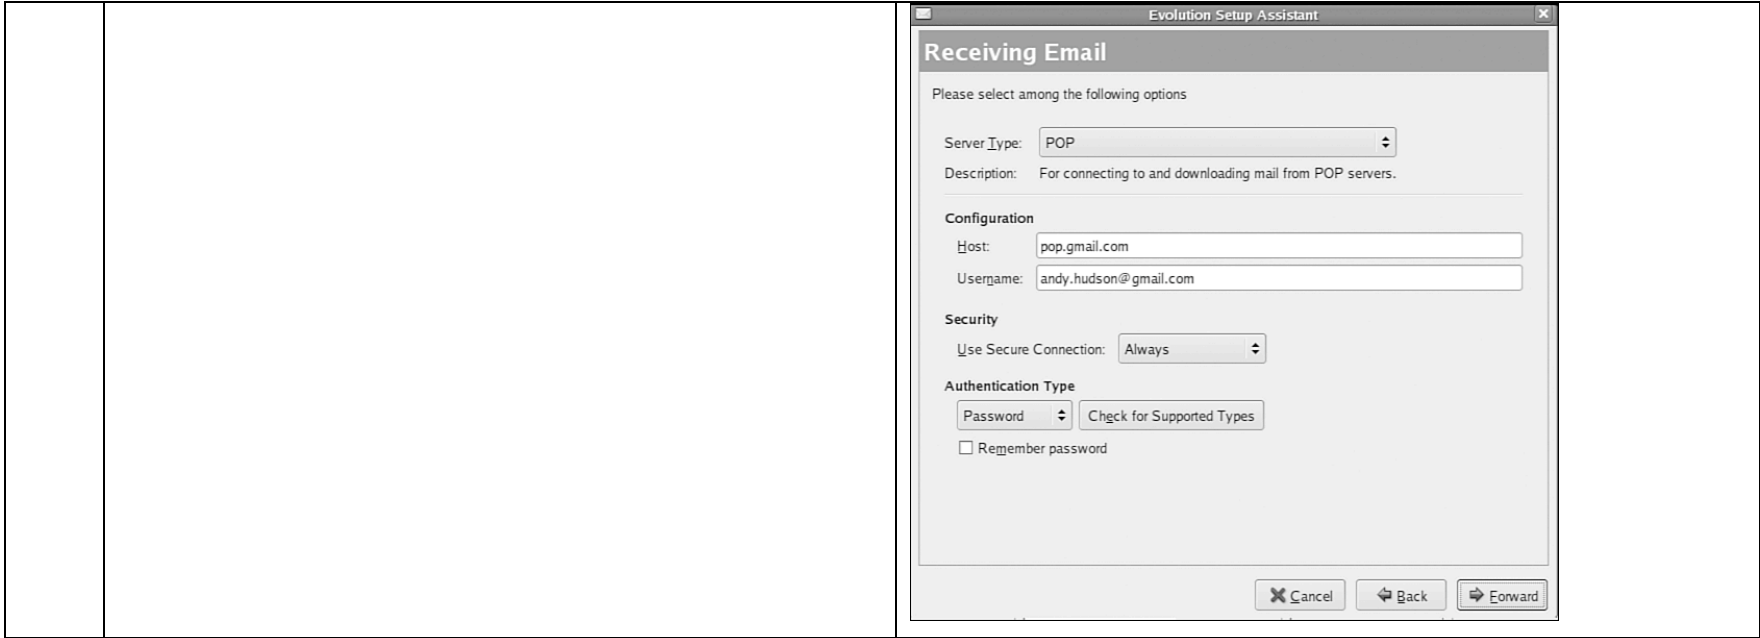 Evolution Setup Assistant
Receiving Email
Please select among the following options
Server Type: POP
Description: For connecting to and downloading mail from POP servers.
Configuration
Host: pop.gmail.com
Username: andy.hudson@gmail.com
Security
Use Secure Connection: Always
Authentication Type
Password Check for Supported Types
Remember password
Cancel Back Forward